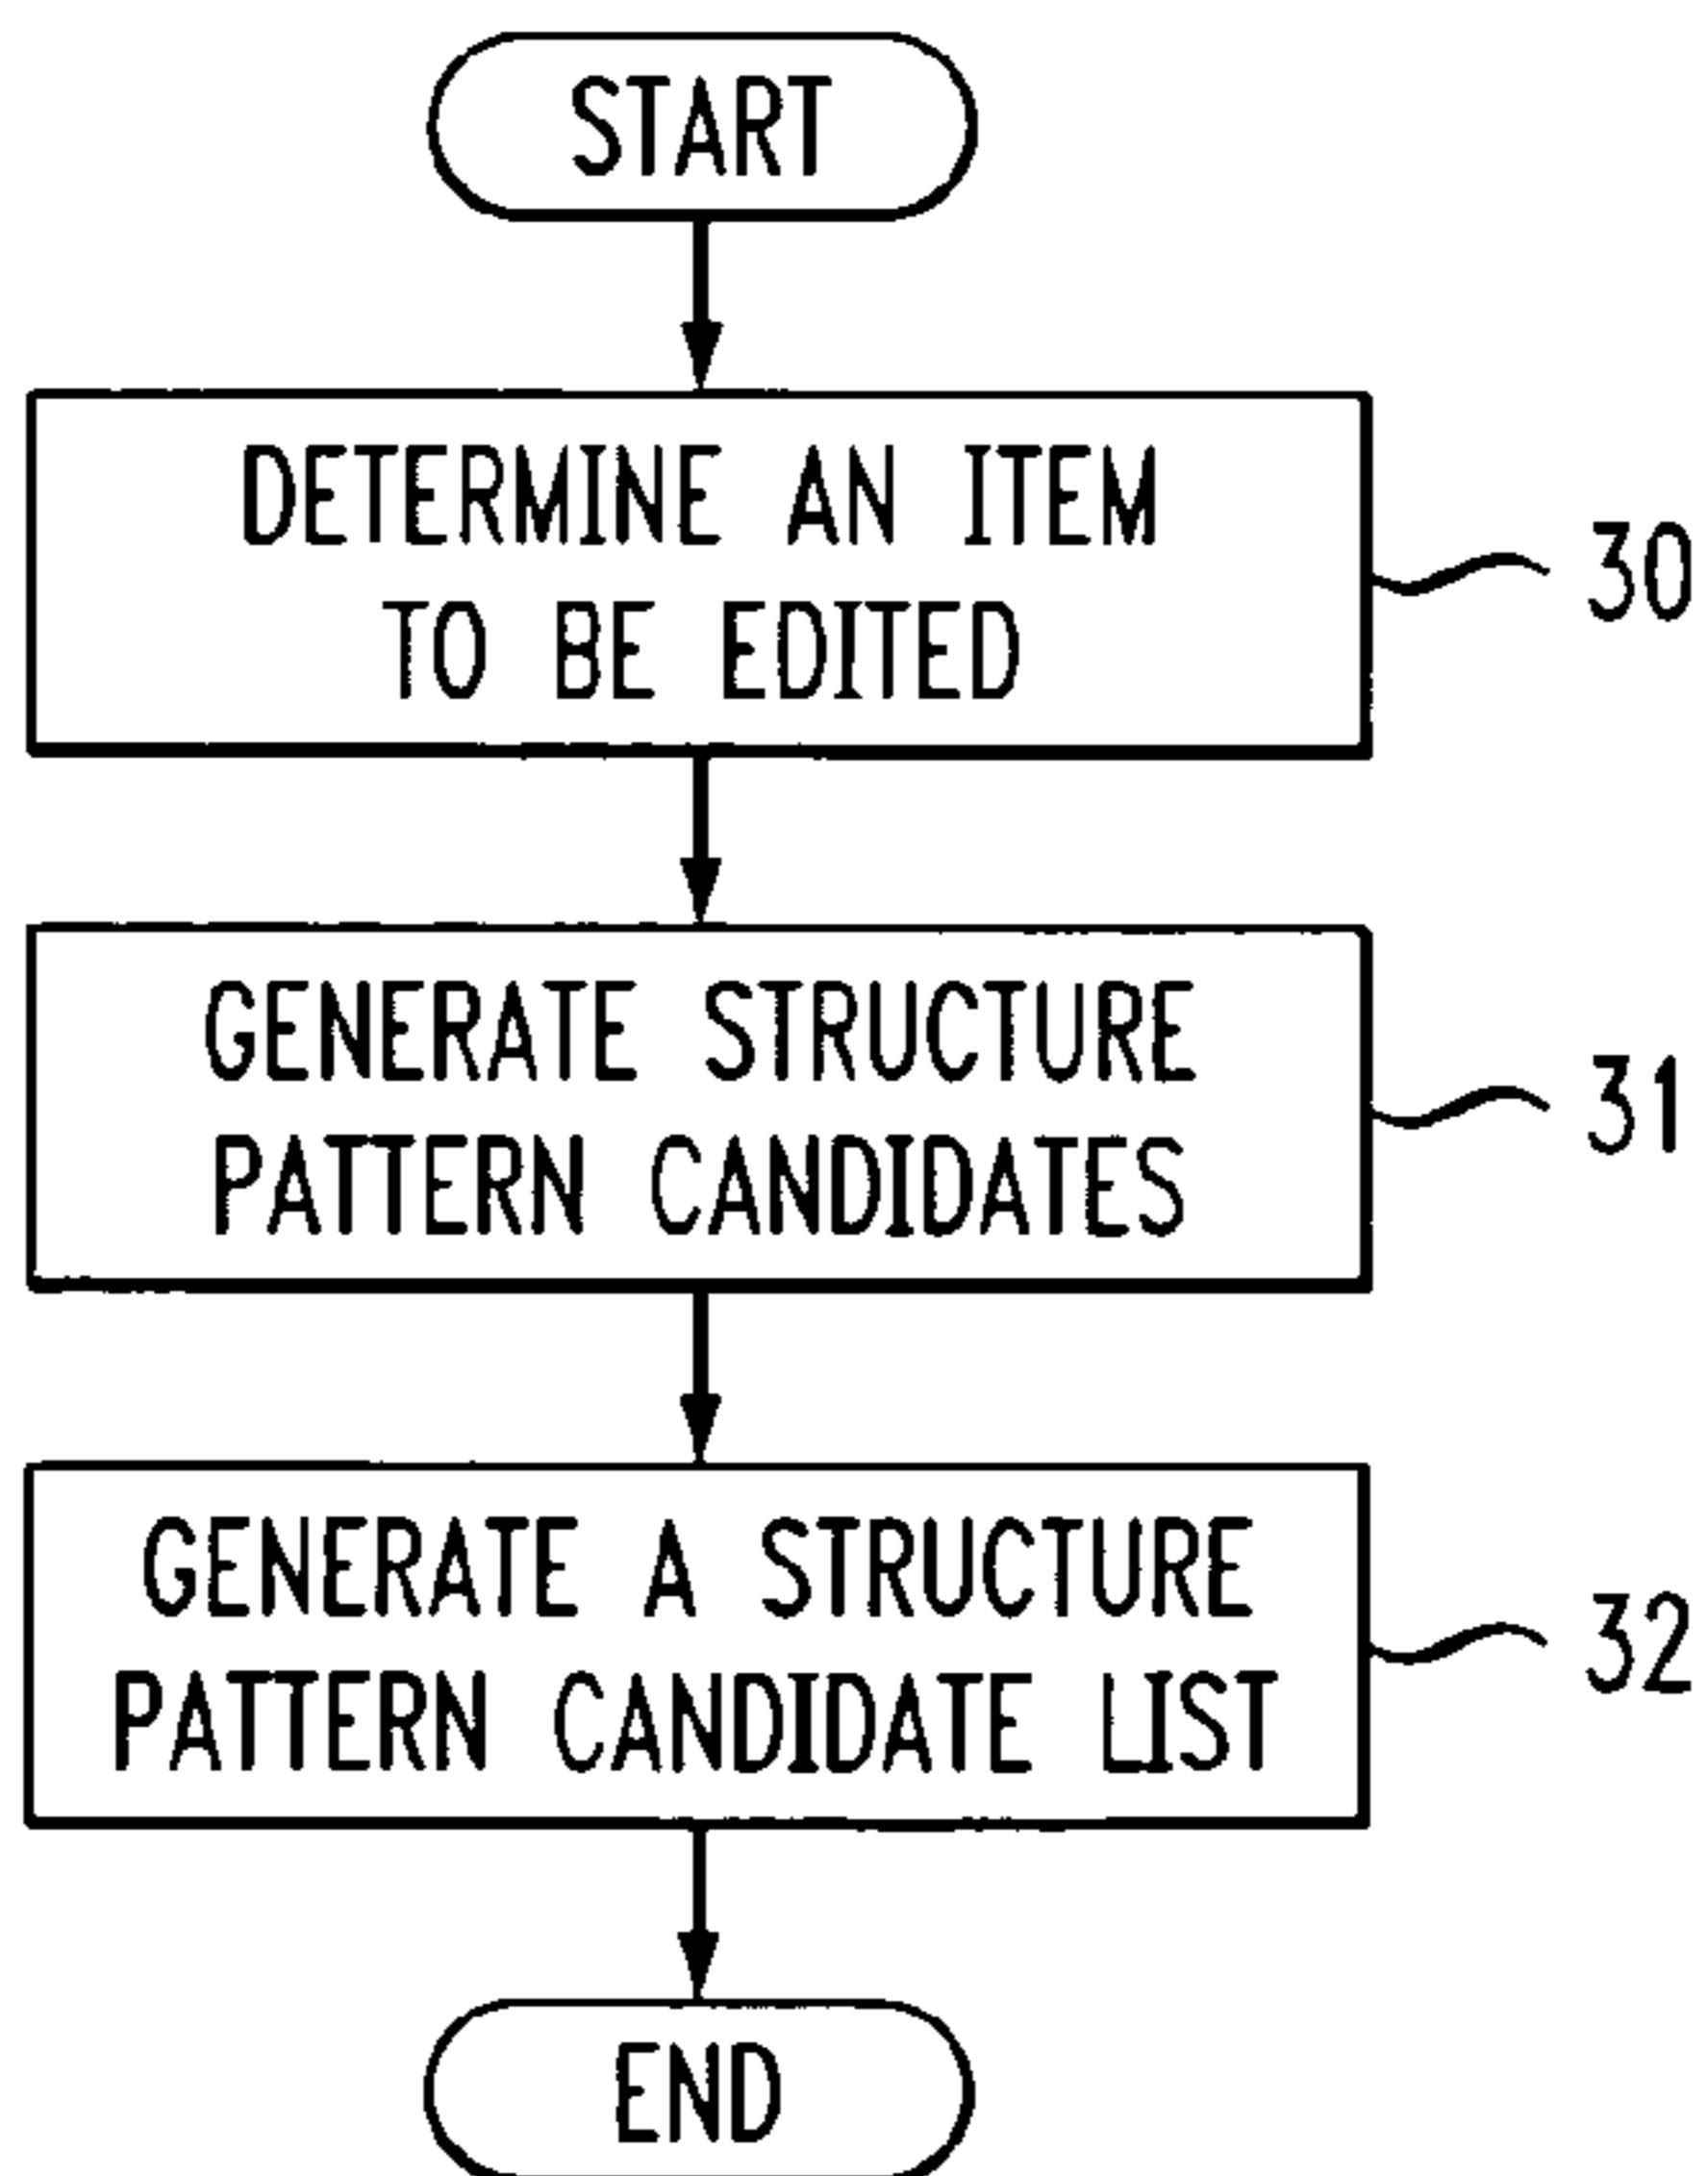 START
DETERMINE AN ITEM
TO BE EDITED
30
GENERATE STRUCTURE
PATTERN CANDIDATES
31
GENERATE A STRUCTURE
PATTERN CANDIDATE LIST
32
END